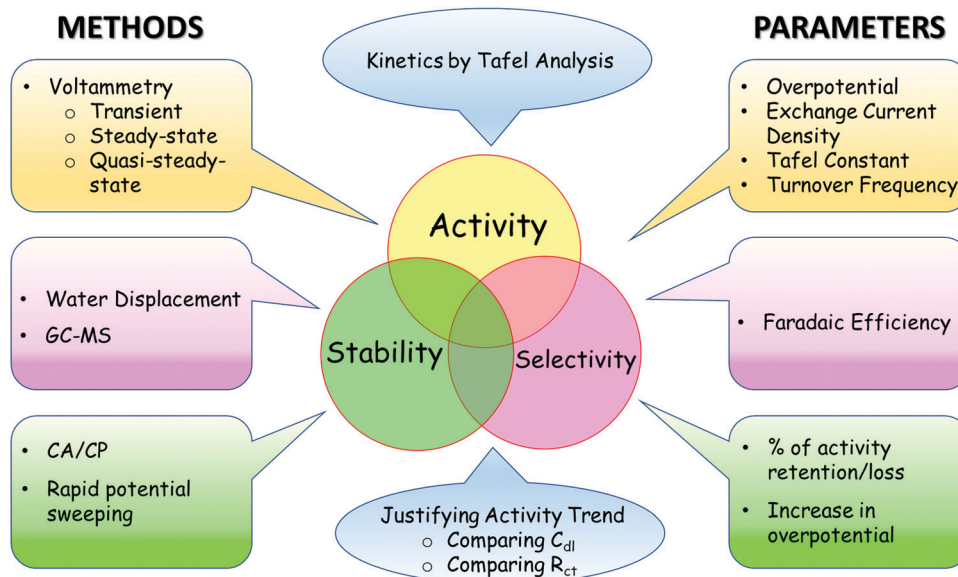 METHODS
• Voltammetry
o Transient
o Steady-state
o Quasi-steady-
state
• Water Displacement
• GC-MS
• CA/CP
• Rapid potential
sweeping
Kinetics by Tafel Analysis
Activity
Stability
Selectivity
Justifying Activity Trend
o Comparing Cdl
o Comparing Rct
PARAMETERS
• Overpotential
• Exchange Current
Density
• Tafel Constant
• Turnover Frequency
• Faradaic Efficiency
• % of activity
retention/loss
• Increase in
overpotential